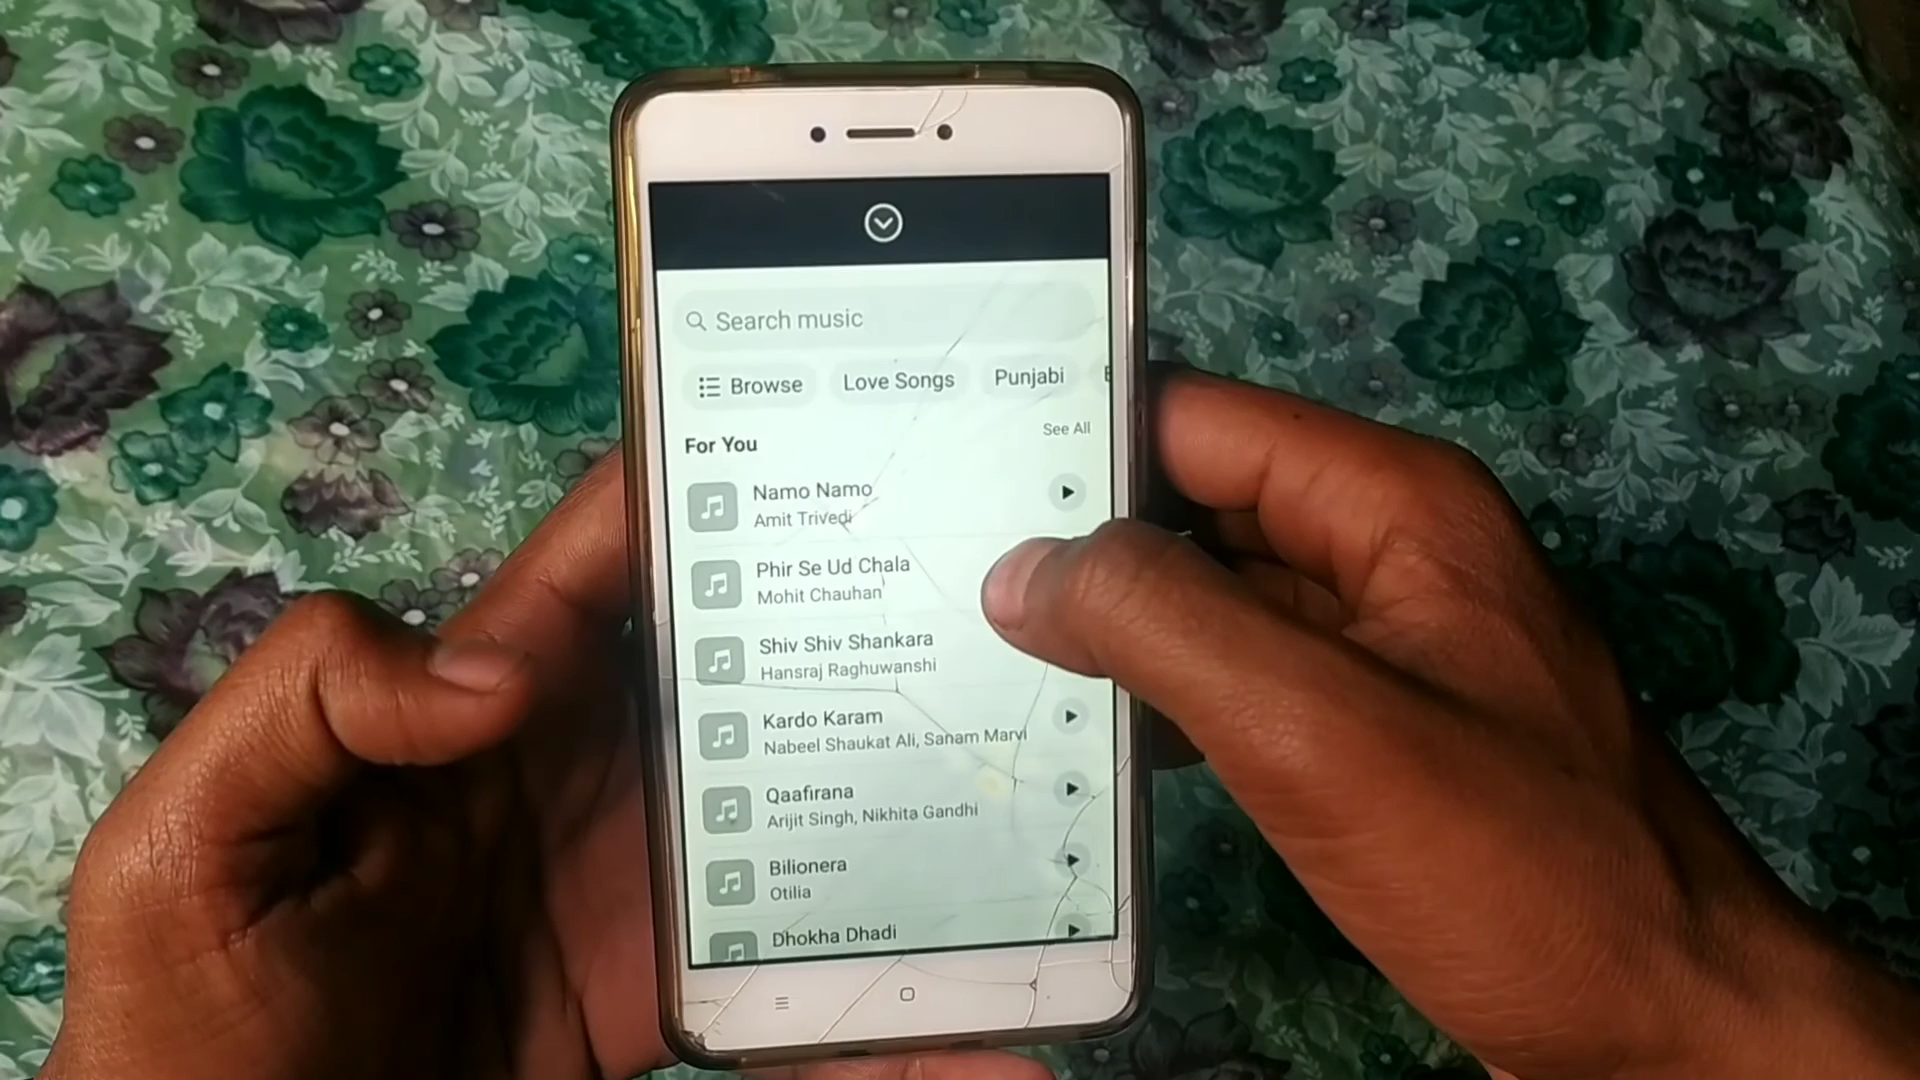 Search music
Browse
Love Songs
Punjabi
For You
See All
Namo Namo
Amit Trivedi
Phir Se Ud Chala
Mohit Chauhan
Shiv Shiv Shankara
Hansraj Raghuwanshi
Kardo Karam
Nabeel Shaukat Ali, Sanam Marvi
Qaafirana
Arijit Singh, Nikhita Gandhi
Bilionera
Otilia
Dhokha Dhadi